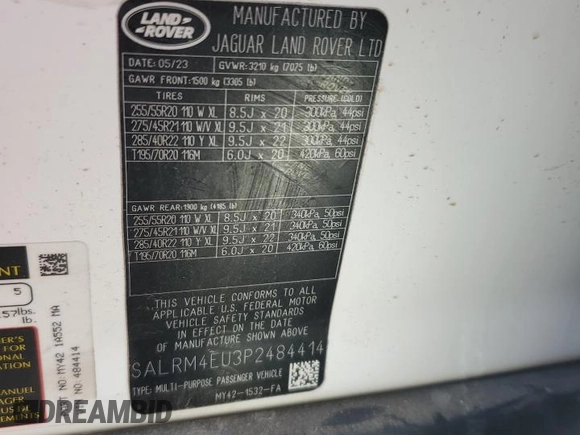 LAND ROVER
MANUFACTURED BY
JAGUAR LAND ROVER LTD
DATE: 05/23 GVWR: 3210 kg (7075 lb)
GAWR FRONT: 1500 kg (3305 lb)
TIRES RIMS PRESSURE (COLD)
255/55R20 110 W XL 8.5J x 20 300kPa, 44psi
275/45R21 110 W/V XL 9.5J x 21 300kPa, 44psi
285/40R22 110 Y XL 9.5J x 22 300kPa, 44psi
T195/70R20 116M 6.0J x 20 420kPa, 60psi
GAWR REAR: 1900 kg (4185 lb)
255/55R20 110 W XL 8.5J x 20 340kPa, 50psi
275/45R21 110 W/V XL 9.5J x 21 340kPa, 50psi
285/40R22 110 Y XL 9.5J x 22 340kPa, 50psi
T195/70R20 116M 6.0J x 20 420kPa, 60psi
THIS VEHICLE CONFORMS TO ALL
APPLICABLE U.S. FEDERAL MOTOR
VEHICLE SAFETY STANDARDS
IN EFFECT ON THE DATE
OF MANUFACTURE SHOWN ABOVE
SALRM4EU3P2484414
TYPE: MULTI-PURPOSE PASSENGER VEHICLE
MY42-1532-FA
5
.57lbs.
lb.
PART NO: MY42 1A552 MA
NO: 484414
DREAMBID